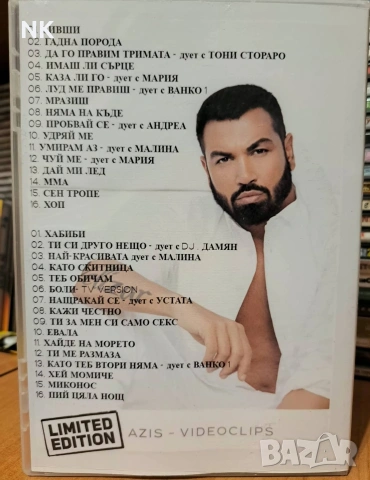 NK
ИВШИ
02. ГАДНА ПОРОДА
03. ДА ГО ПРАВИМ ТРИМАТА - дует с ТОНИ СТОРАРО
04. ИМАШ ЛИ СЪРЦЕ
05. КАЗА ЛИ ГО - дует с МАРИЯ
06. ЛУД МЕ ПРАВИШ - дует с ВАНКО 1
07. МРАЗИШ
08. НЯМА НА КЪДЕ
09. ПРОБВАЙ СЕ - дует с АНДРЕА
10. УДРЯЙ МЕ
11. УМИРАМ АЗ - дует с МАЛИНА
12. ЧУЙ МЕ - дует с МАРИЯ
13. ДАЙ МИ ЛЕД
14. ММА
15. СЕН ТРОПЕ
16. ХОП
01. ХАБИБИ
02. ТИ СИ ДРУГО НЕЩО - дует с DJ . ДАМЯН
03. НАЙ-КРАСИВАТА дует с МАЛИНА
04. КАТО СКИТНИЦА
05. ТЕБ ОБИЧАМ
06. БОЛИ- TV VERSION
07. НАЩРАКАЙ СЕ - дует с УСТАТА
08. КАЖИ ЧЕСТНО
09. ТИ ЗА МЕН СИ САМО СЕКС
10. ЕВАЛА
11. ХАЙДЕ НА МОРЕТО
12. ТИ МЕ РАЗМАЗА
13. КАТО ТЕБ ВТОРИ НЯМА - дует с ВАНКО 1
14. ХЕЙ МОМИЧЕ
15. МИКОНОС
16. ПИЙ ЦЯЛА НОЩ
LIMITED EDITION
AZIS - VIDEOCLIPS
БАЗАР